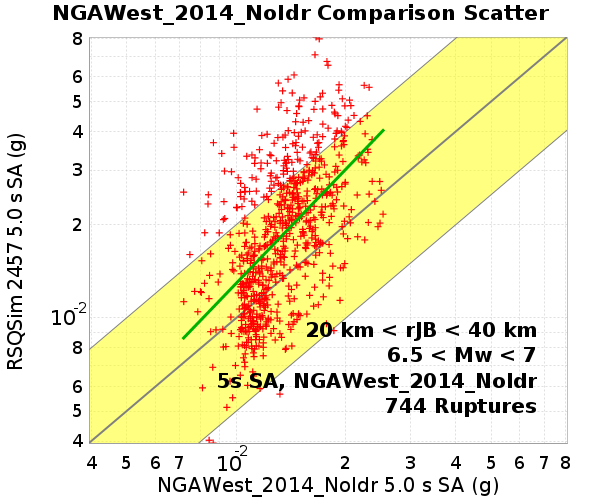 NGAWest_2014_NoIdr Comparison Scatter
RSQSim 2457 5.0 s SA (g)
8
6
5
4
3
2
10-2
8
7
6
5
4
20 km < rJB < 40 km
6.5 < Mw < 7
5s SA, NGAWest_2014_NoIdr
744 Ruptures
4 5 6 7 10-2 2 3 4 5 6 7 8
NGAWest_2014_NoIdr 5.0 s SA (g)